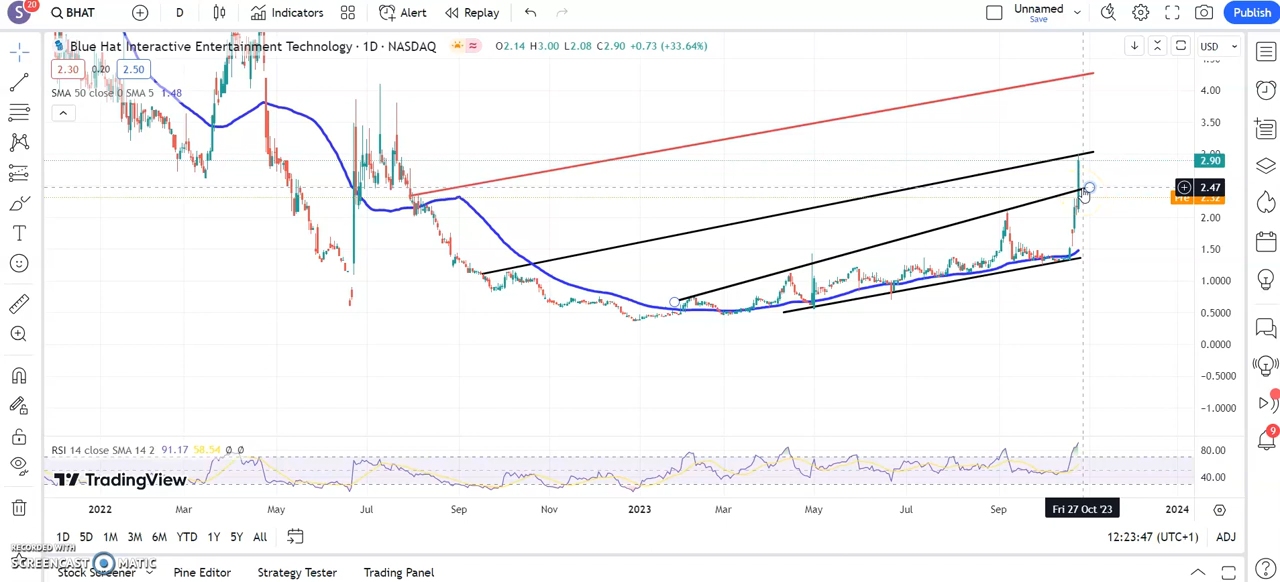 S 20 BHAT D Indicators Alert Replay Unnamed Save Publish
Blue Hat Interactive Entertainment Technology · 1D · NASDAQ O2.14 H3.00 L2.08 C2.90 +0.73 (+33.64%) USD
2.30 0.20 2.50
SMA 50 close 0 SMA 5 1.48
4.00
3.50
2.90
2.47
2.00
1.50
1.0000
0.5000
0.0000
−0.5000
−1.0000
RSI 14 close SMA 14 2 91.17 58.54 ∅ ∅
80.00
40.00
TradingView
2022 Mar May Jul Sep Nov 2023 Mar May Jul Sep Fri 27 Oct '23 2024
1D 5D 1M 3M 6M YTD 1Y 5Y All 12:23:47 (UTC+1) ADJ
RECORDED WITH
SCREENCAST MATIC
Stock Screener Pine Editor Strategy Tester Trading Panel
9